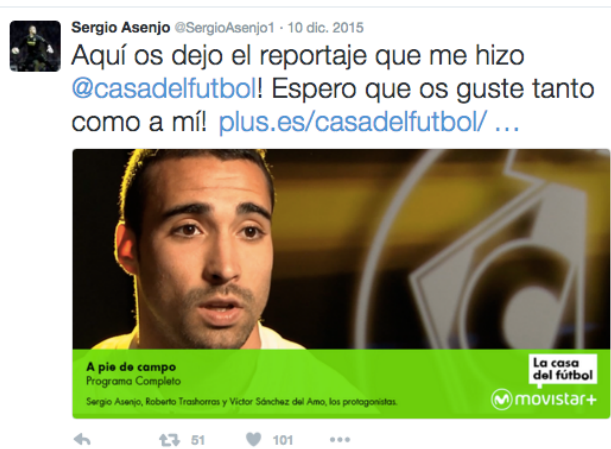 Sergio Asenjo @SergioAsenjo1 · 10 dic. 2015
Aquí os dejo el reportaje que me hizo
@casadelfutbol! Espero que os guste tanto
como a mí! plus.es/casadelfutbol/ ...
A pie de campo
Programa Completo
Sergio Asenjo, Roberto Trashorras y Víctor Sánchez del Amo, los protagonistas.
La casa
del fútbol
movistar+
51
101